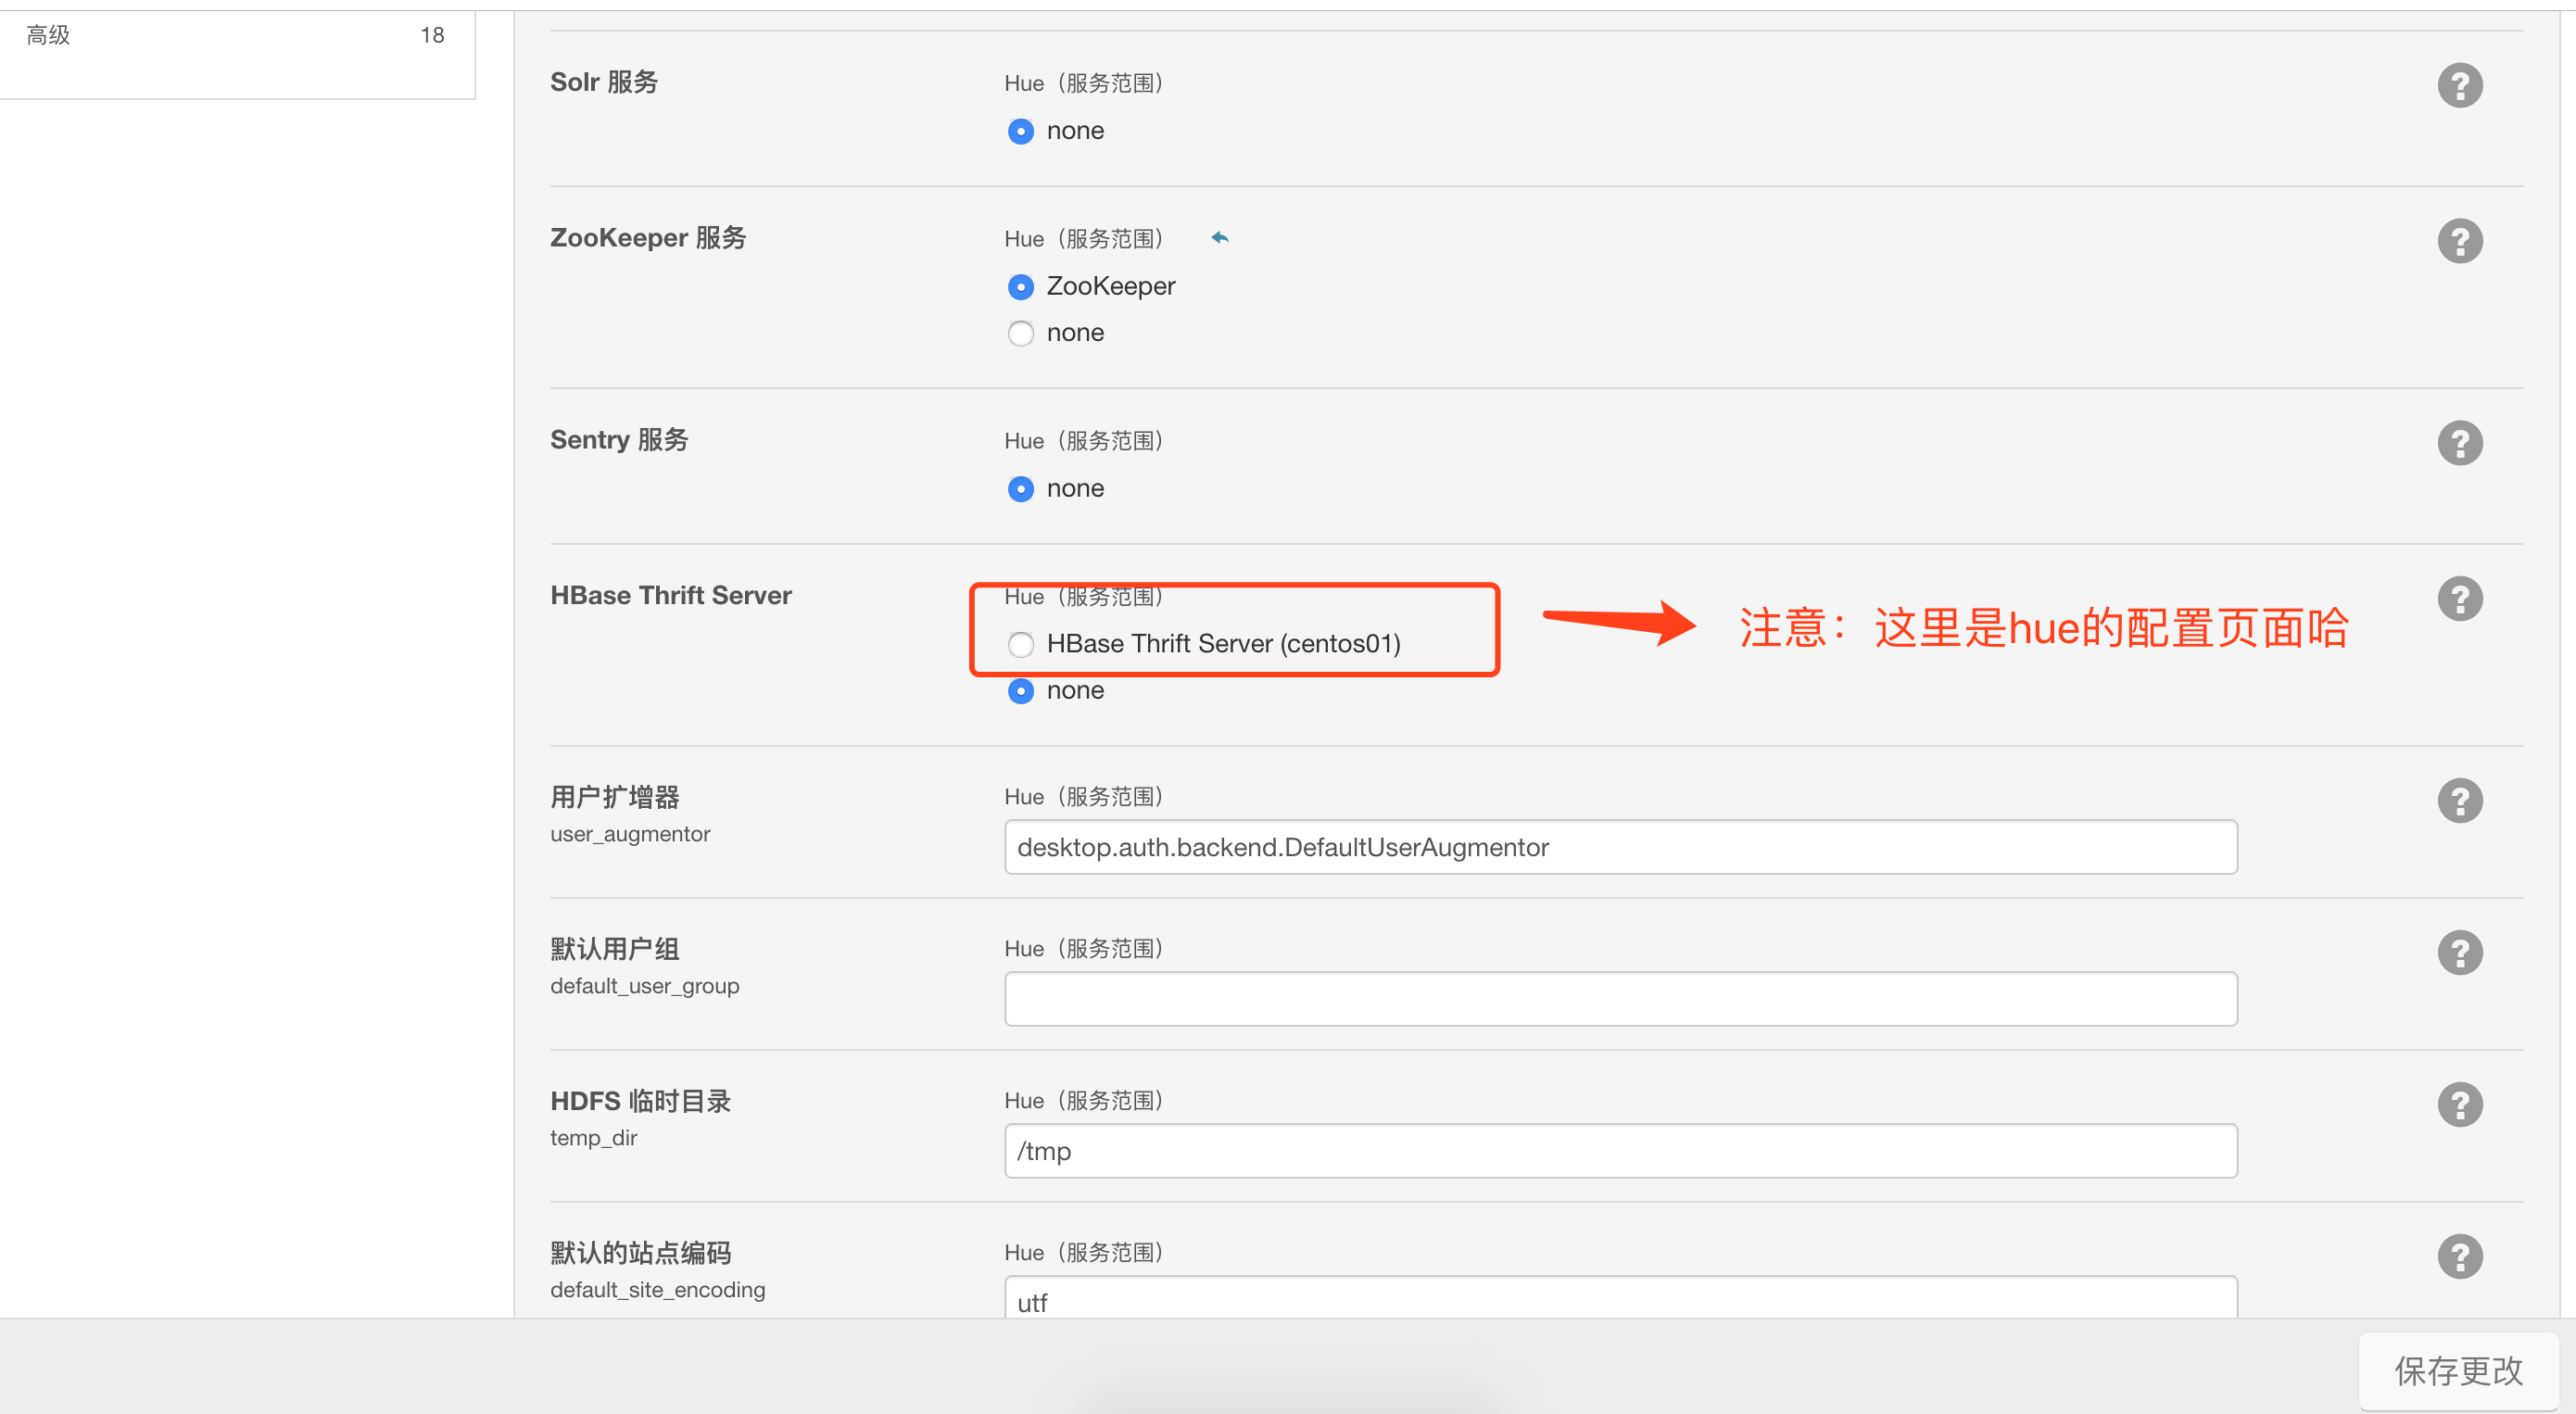 高级 18
Solr 服务 Hue（服务范围）
none
ZooKeeper 服务 Hue（服务范围）
ZooKeeper
none
Sentry 服务 Hue（服务范围）
none
HBase Thrift Server Hue（服务范围）
HBase Thrift Server (centos01)
注意：这里是hue的配置页面哈
none
用户扩增器 Hue（服务范围）
user_augmentor
desktop.auth.backend.DefaultUserAugmentor
默认用户组 Hue（服务范围）
default_user_group
HDFS 临时目录 Hue（服务范围）
temp_dir
/tmp
默认的站点编码 Hue（服务范围）
default_site_encoding
utf
保存更改